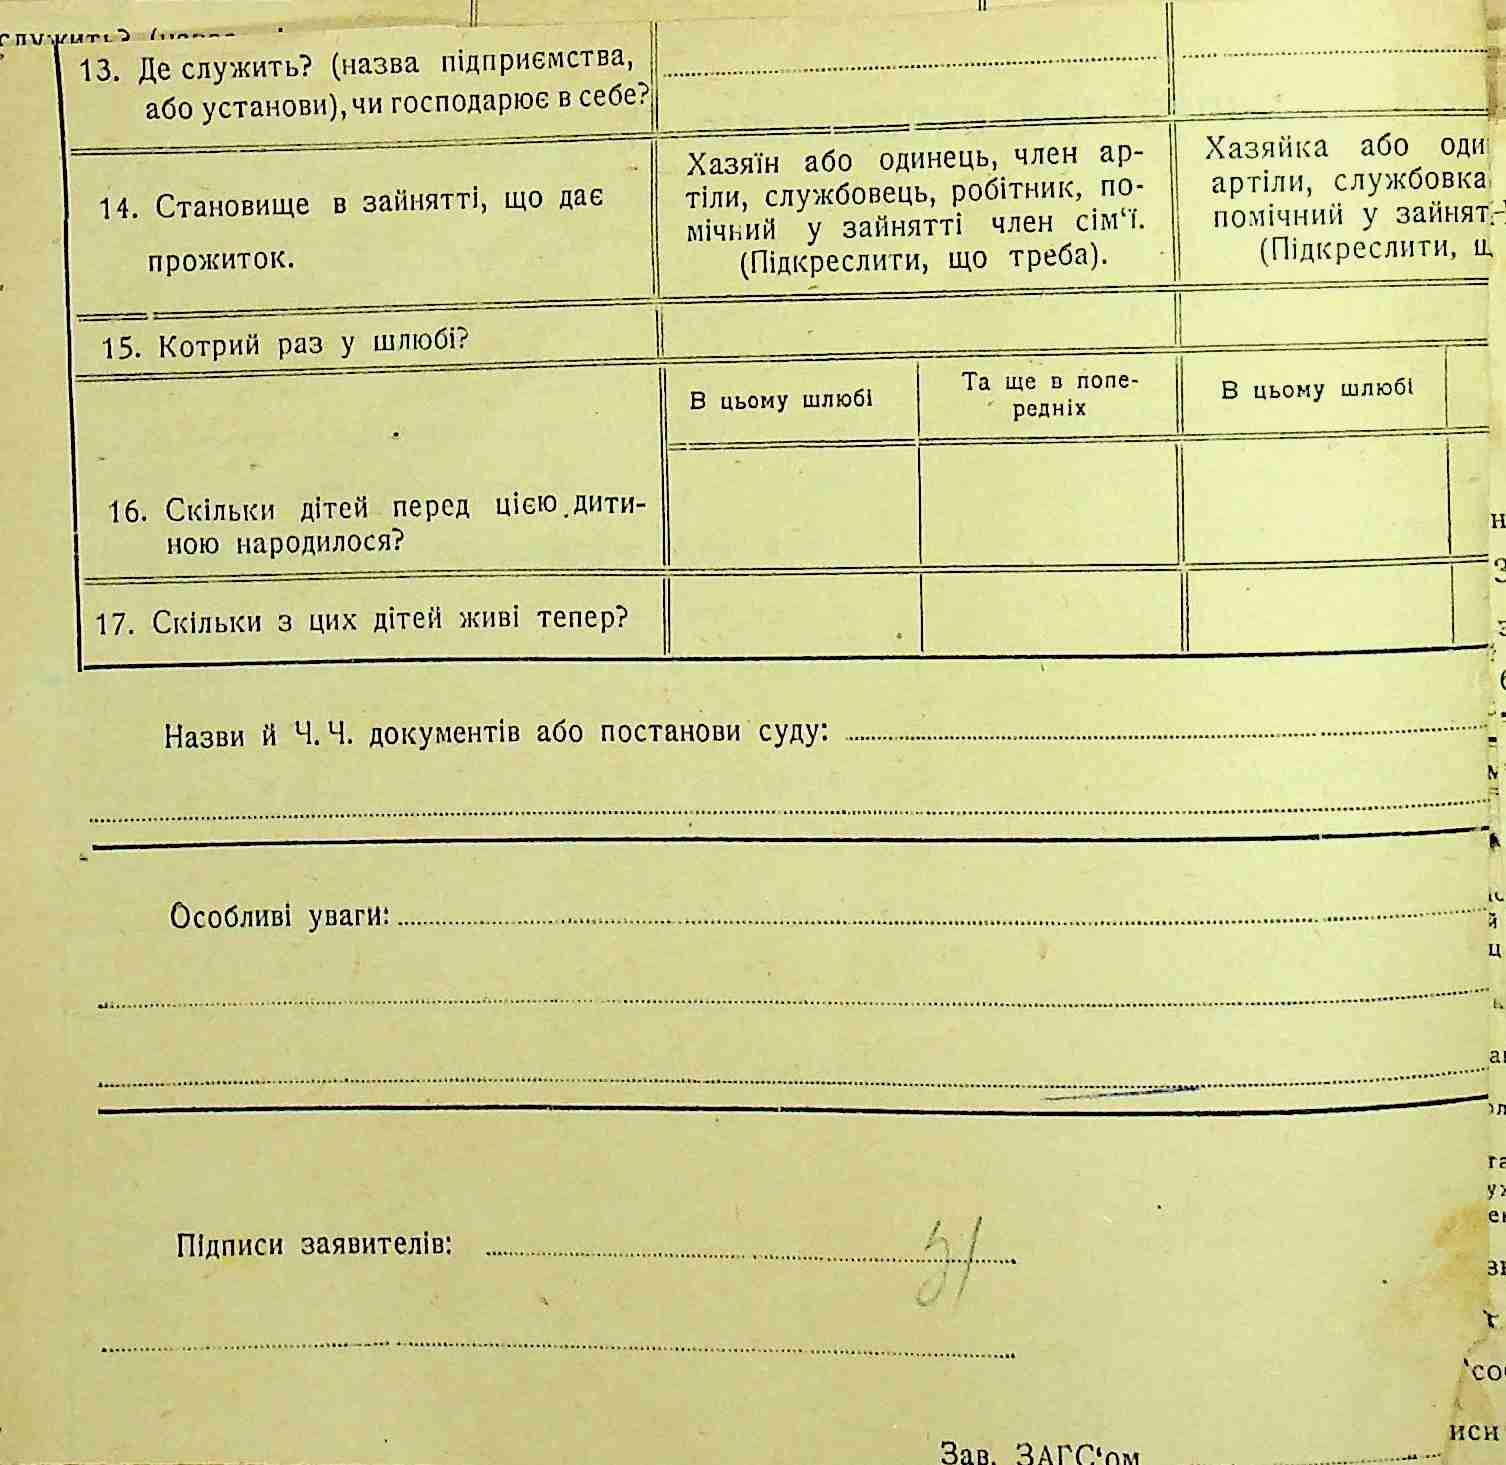 13. Де служить? (назва підприємства,
або установи), чи господарює в себе?
14. Становище в зайнятті, що дає
прожиток.
Хазяїн або одинець, член ар-
тіли, службовець, робітник, по-
мічний у зайнятті член сім‘ї.
(Підкреслити, що треба).
Хазяйка або оди
артіли, службовка
помічний у зайнят
(Підкреслити, щ
15. Котрий раз у шлюбі?
В цьому шлюбі
Та ще в попе-
редніх
В цьому шлюбі
16. Скільки дітей перед цією дити-
ною народилося?
17. Скільки з цих дітей живі тепер?
Назви й Ч. Ч. документів або постанови суду:
Особливі уваги:
Підписи заявителів:
51
Зав. ЗАГС‘ом